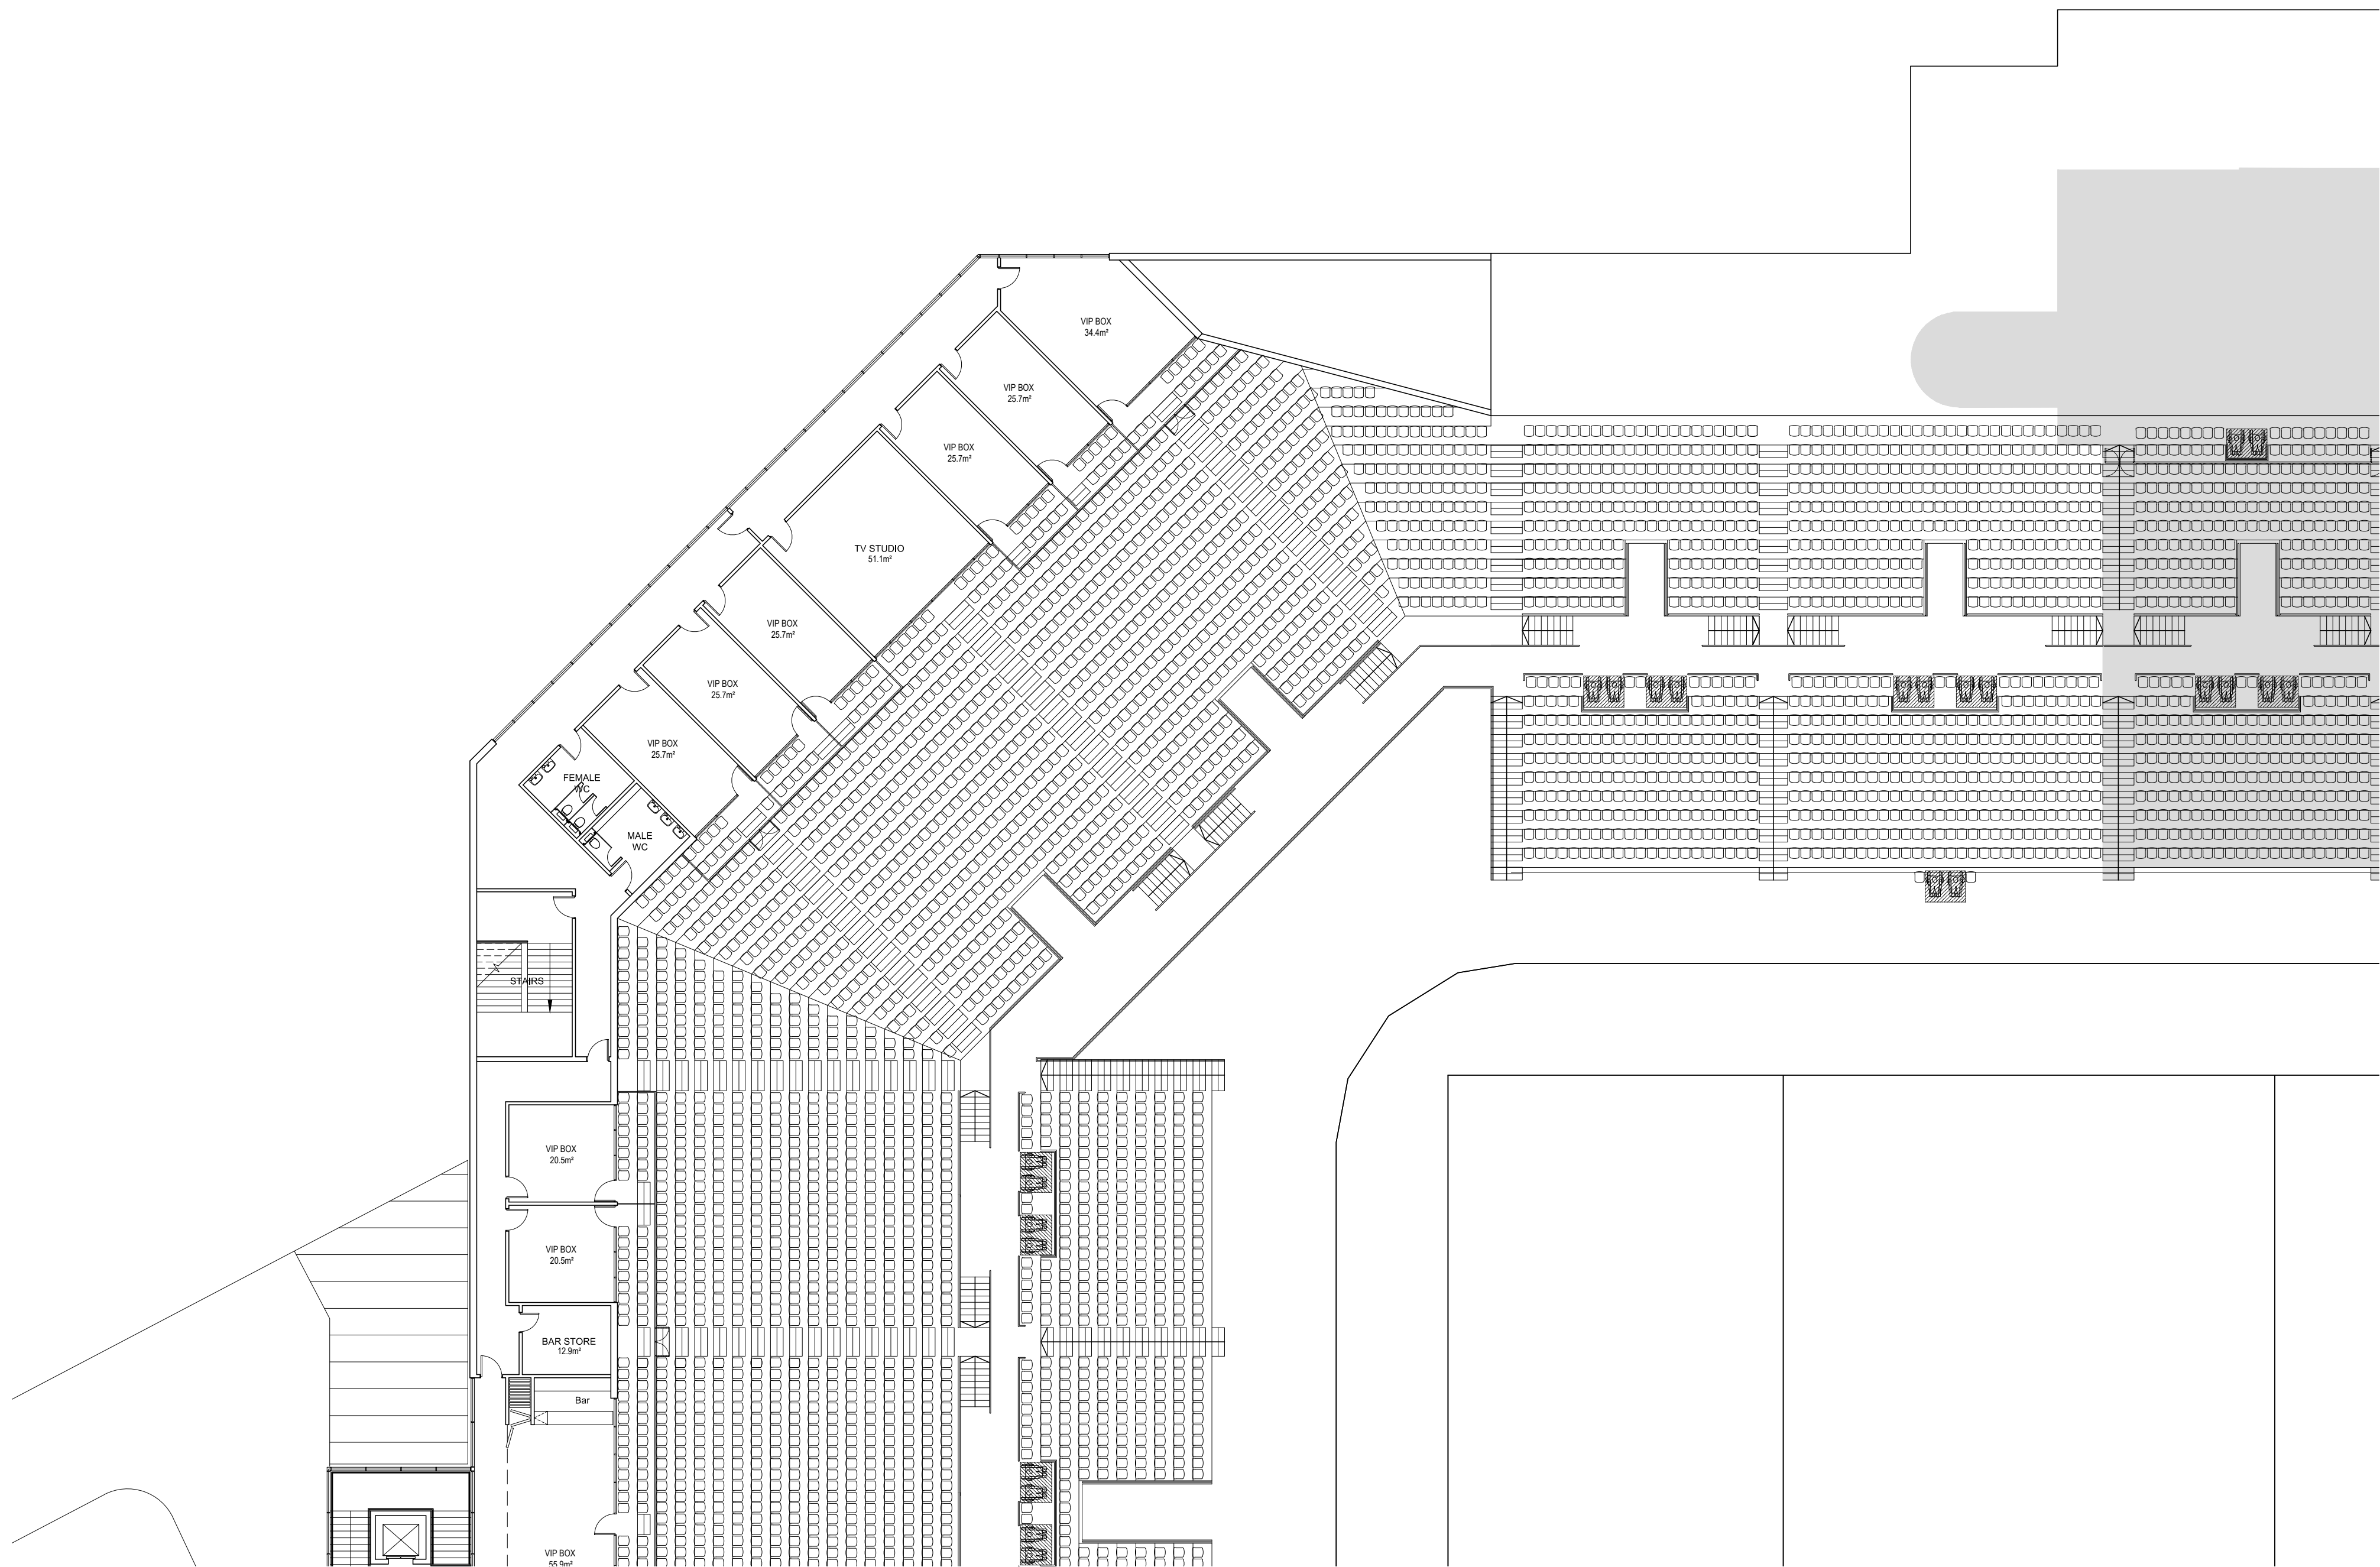 VIP BOX
34.4m²
VIP BOX
25.7m²
VIP BOX
25.7m²
TV STUDIO
51.1m²
VIP BOX
25.7m²
VIP BOX
25.7m²
VIP BOX
25.7m²
FEMALE
WC
MALE
WC
STAIRS
VIP BOX
20.5m²
VIP BOX
20.5m²
BAR STORE
12.9m²
Bar
VIP BOX
55.9m²